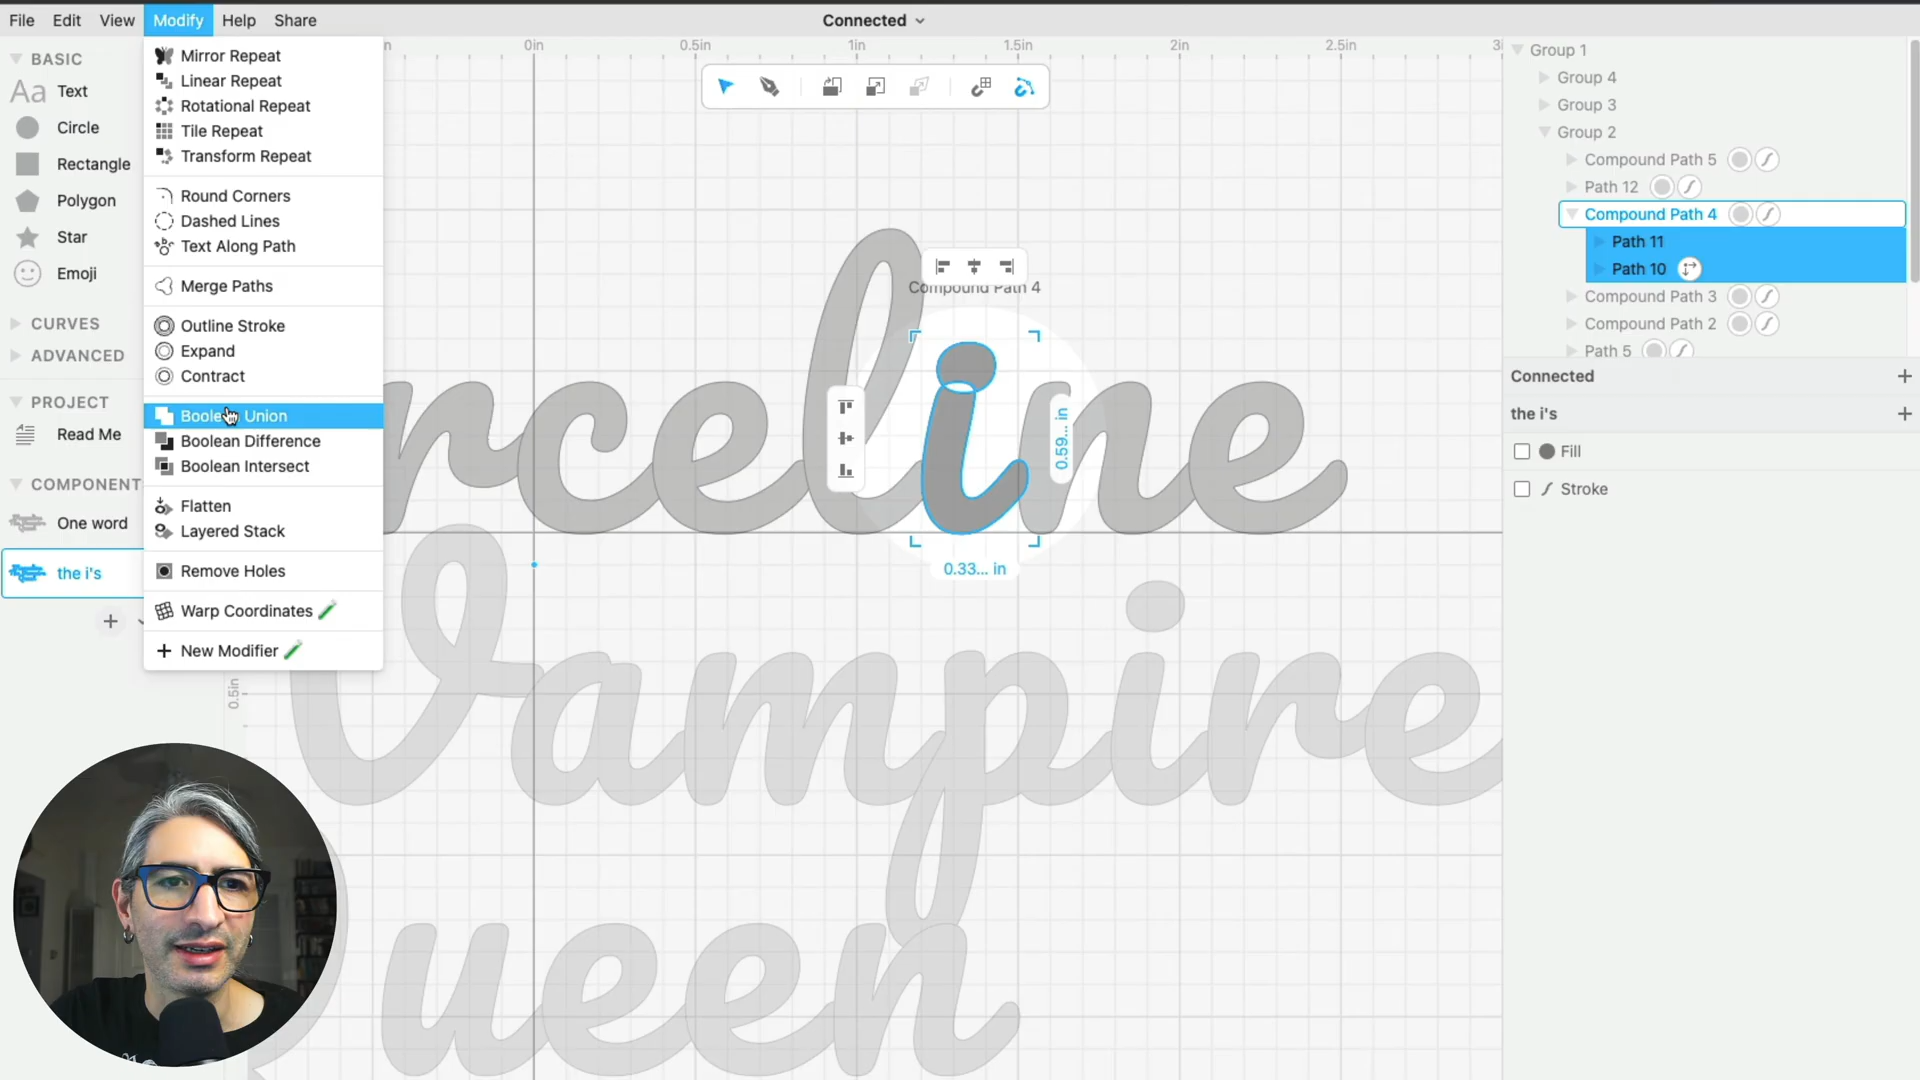 File Edit View Modify Help Share
Connected
BASIC
Text
Circle
Rectangle
Polygon
Star
Emoji
CURVES
ADVANCED
PROJECT
Read Me
COMPONENT
One word
the i's
Mirror Repeat
Linear Repeat
Rotational Repeat
Tile Repeat
Transform Repeat
Round Corners
Dashed Lines
Text Along Path
Merge Paths
Outline Stroke
Expand
Contract
Union
Boolean Difference
Boolean Intersect
Flatten
Layered Stack
Remove Holes
Warp Coordinates
New Modifier
0in 0.5in 1in 1.5in 2in 2.5in
0.5in
Compound Path 4
0.59... in
0.33... in
rceline
Vampire
ueen
Group 1
Group 4
Group 3
Group 2
Compound Path 5
Path 12
Compound Path 4
Path 11
Path 10
Compound Path 3
Compound Path 2
Path 5
Connected
the i's
Fill
Stroke